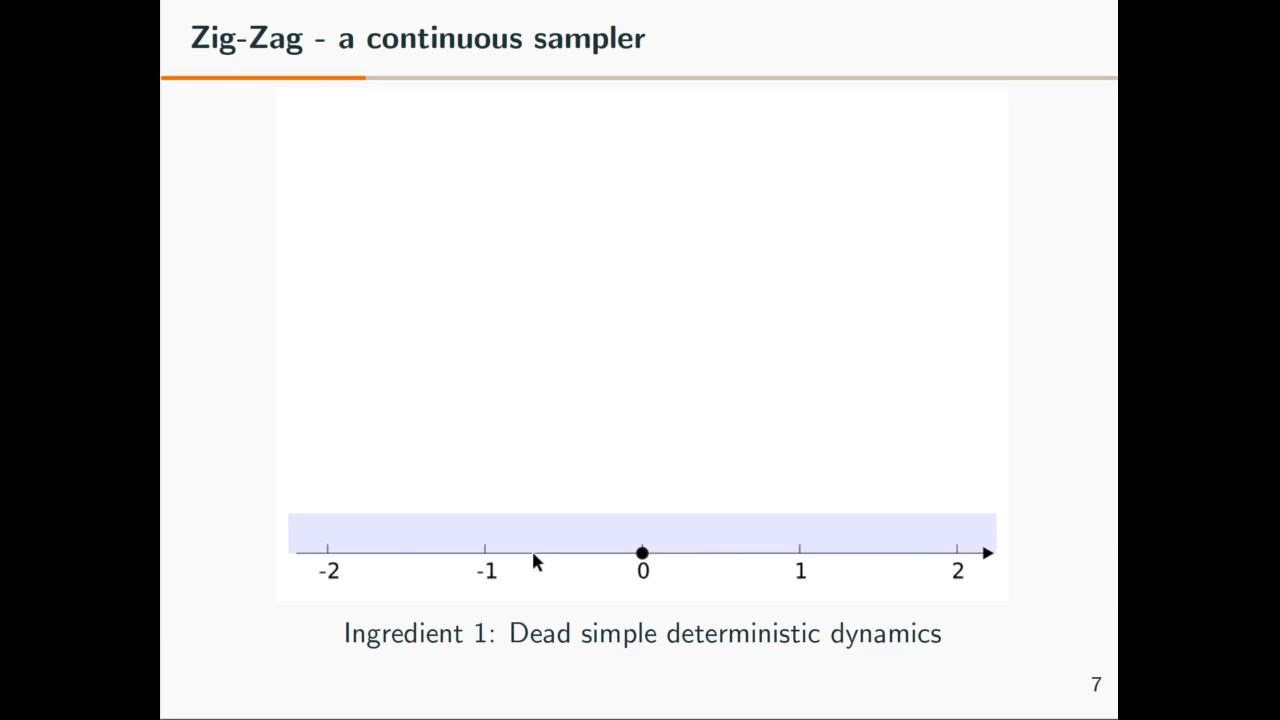 Zig-Zag - a continuous sampler
-2 -1 0 1 2
Ingredient 1: Dead simple deterministic dynamics
7